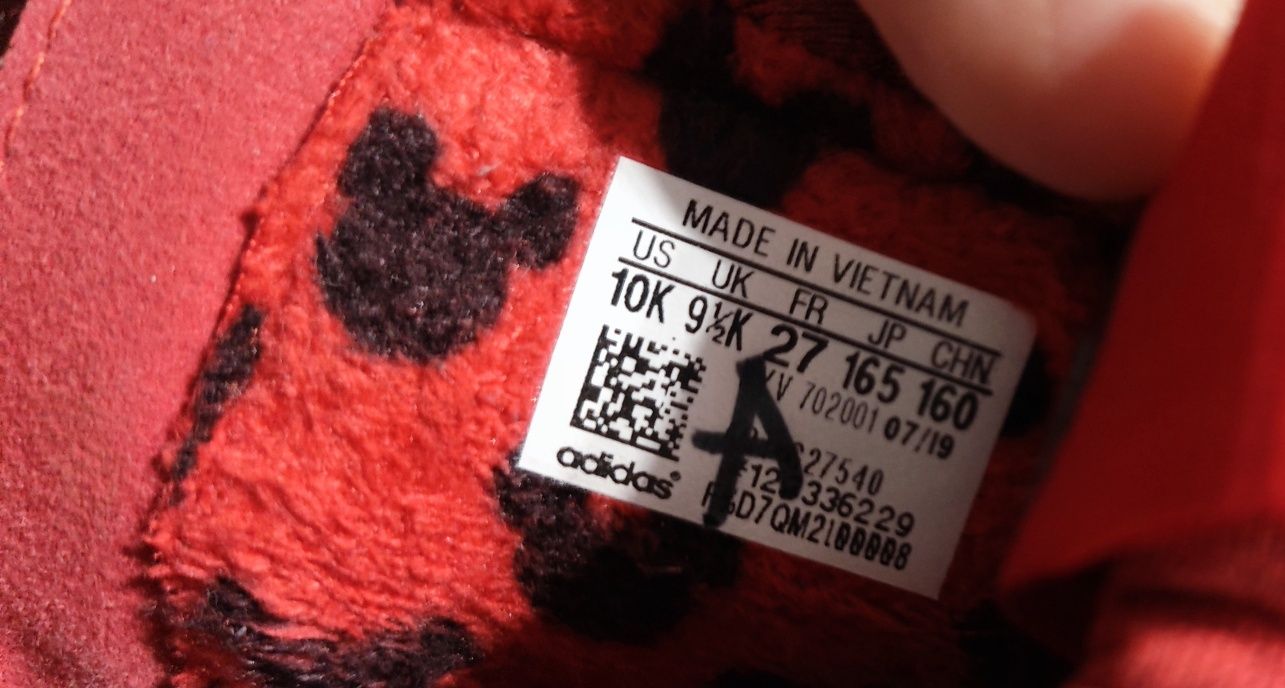 MADE IN VIETNAM
US UK FR JP CHN
10K 9½K 27 165 160
702001 07/19
adidas